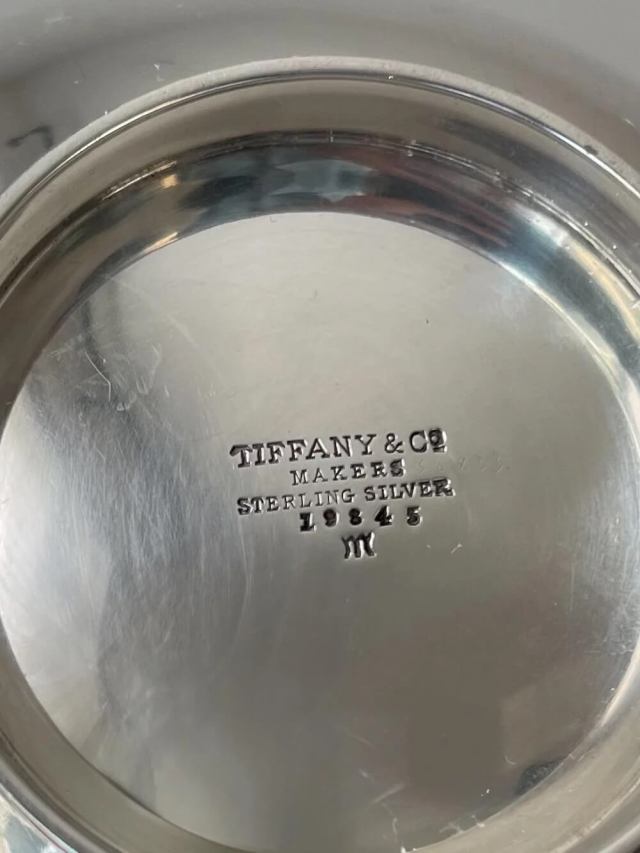 TIFFANY & Cº
MAKERS
STERLING SILVER
19845
M